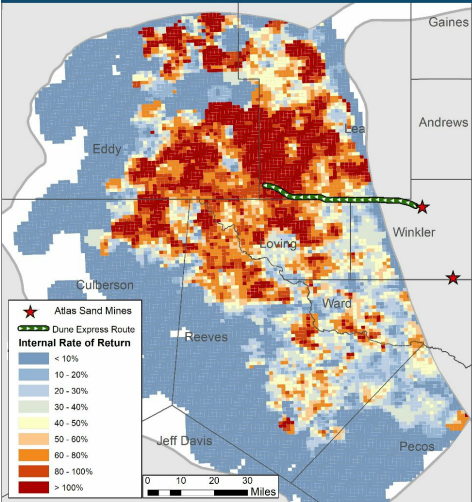 Gaines
Andrews
Lea
Eddy
Winkler
Loving
Culberson
Ward
Reeves
Jeff Davis
Pecos
Atlas Sand Mines
Dune Express Route
Internal Rate of Return
< 10%
10 - 20%
20 - 30%
30 - 40%
40 - 50%
50 - 60%
60 - 80%
80 - 100%
> 100%
0 10 20 30
Miles